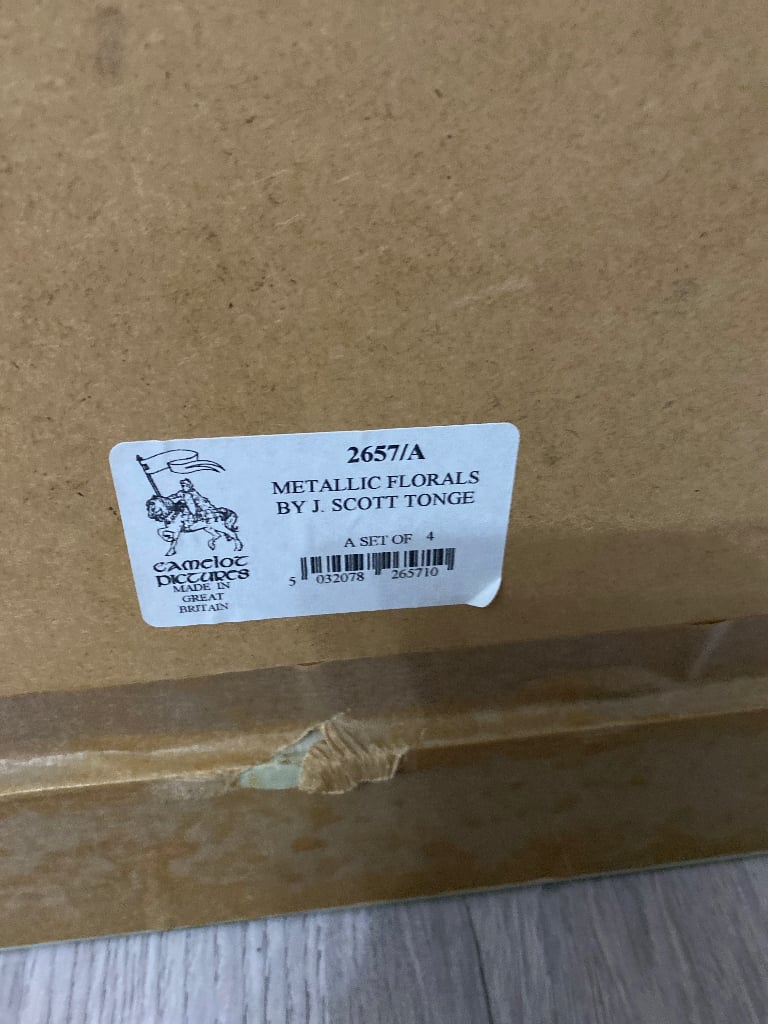 2657/A
METALLIC FLORALS
BY J. SCOTT TONGE
A SET OF 4
5 032078 265710
CAMELOT
PICTURES
MADE IN
GREAT
BRITAIN